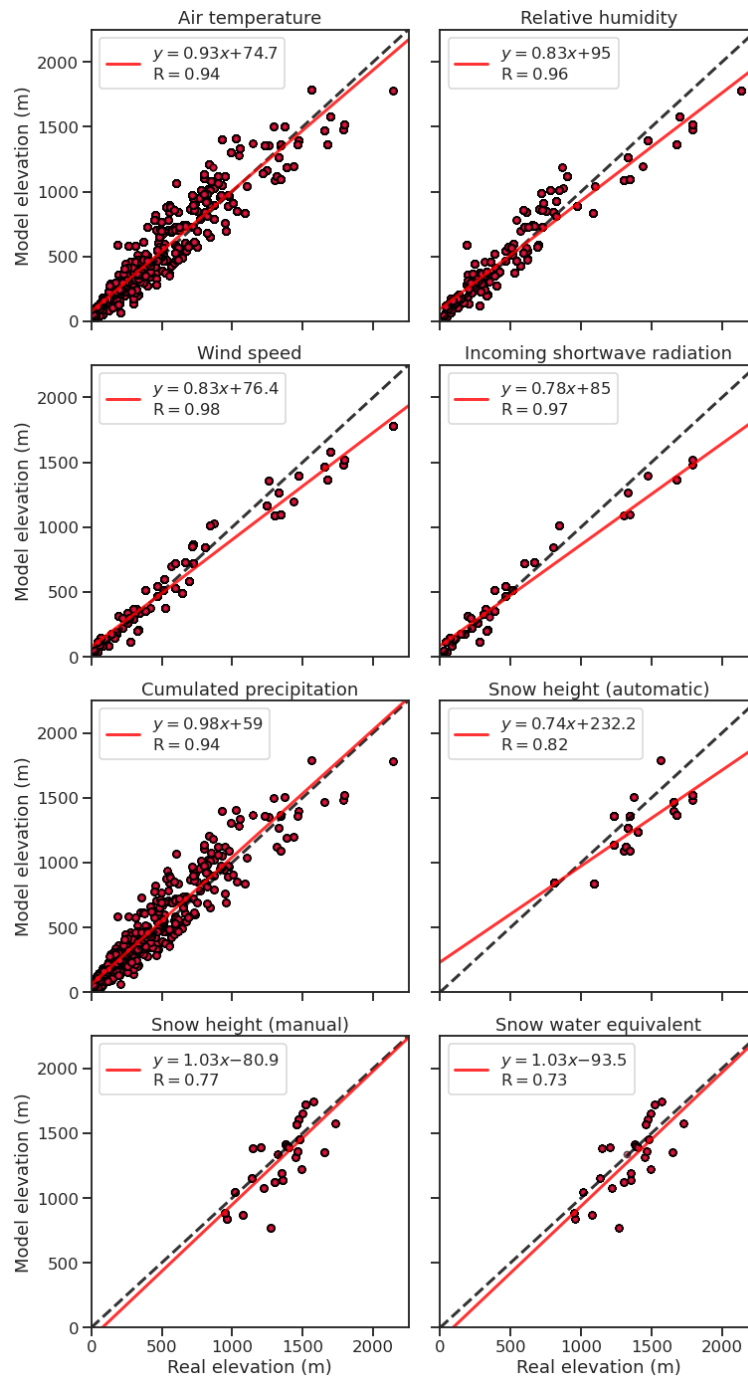 Air temperature
y = 0.93x+74.7
R = 0.94
2000
1500
1000
500
0
Model elevation (m)
Relative humidity
y = 0.83x+95
R = 0.96
Wind speed
y = 0.83x+76.4
R = 0.98
2000
1500
1000
500
0
Model elevation (m)
Incoming shortwave radiation
y = 0.78x+85
R = 0.97
Cumulated precipitation
y = 0.98x+59
R = 0.94
2000
1500
1000
500
0
Model elevation (m)
Snow height (automatic)
y = 0.74x+232.2
R = 0.82
Snow height (manual)
y = 1.03x−80.9
R = 0.77
2000
1500
1000
500
0
Model elevation (m)
0 500 1000 1500 2000
Real elevation (m)
Snow water equivalent
y = 1.03x−93.5
R = 0.73
0 500 1000 1500 2000
Real elevation (m)